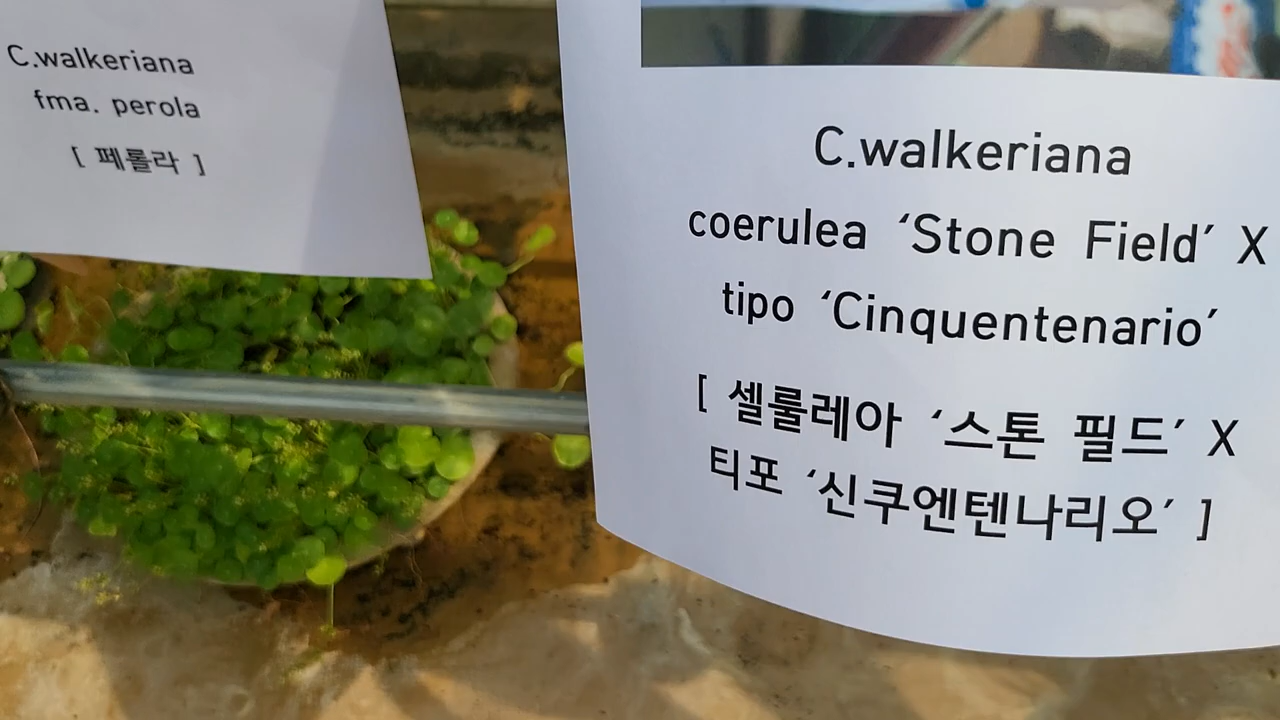 C.walkeriana
fma. perola
[ 페롤라 ]
C.walkeriana
coerulea ‘Stone Field’ X
tipo ‘Cinquentenario’
[ 셀룰레아 ‘스톤 필드’ X
티포 ‘신쿠엔텐나리오’ ]